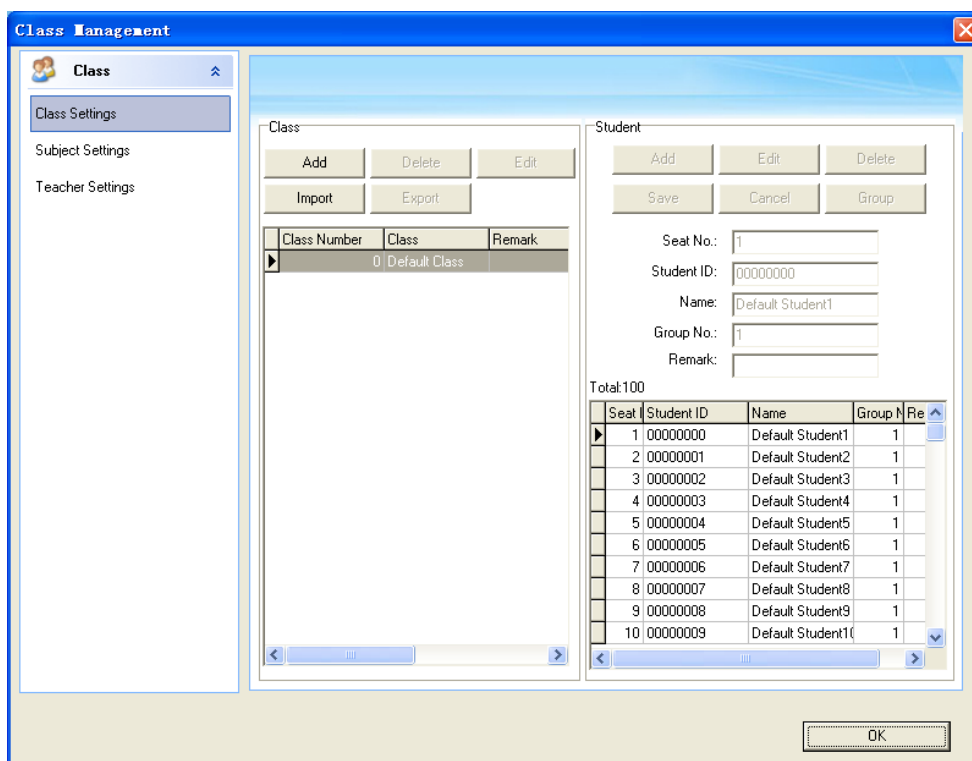 Class Management
Class
Class Settings
Subject Settings
Teacher Settings
Class
Add Delete Edit
Import Export
Class Number Class Remark
0 Default Class
Student
Add Edit Delete
Save Cancel Group
Seat No.: 1
Student ID: 00000000
Name: Default Student1
Group No.: 1
Remark:
Total:100
Seat Student ID Name Group N Re
1 00000000 Default Student1 1
2 00000001 Default Student2 1
3 00000002 Default Student3 1
4 00000003 Default Student4 1
5 00000004 Default Student5 1
6 00000005 Default Student6 1
7 00000006 Default Student7 1
8 00000007 Default Student8 1
9 00000008 Default Student9 1
10 00000009 Default Student10 1
OK